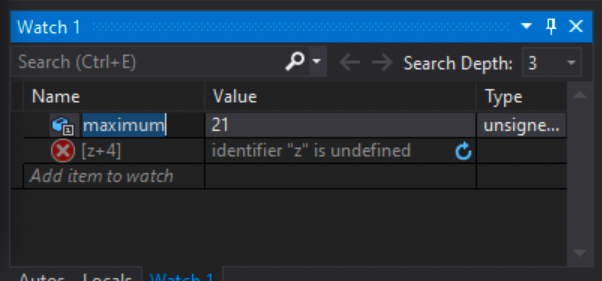 Watch 1
Search (Ctrl+E) Search Depth: 3
Name Value Type
maximum 21 unsigne...
[z+4] identifier "z" is undefined
Add item to watch
Autos Locals Watch 1